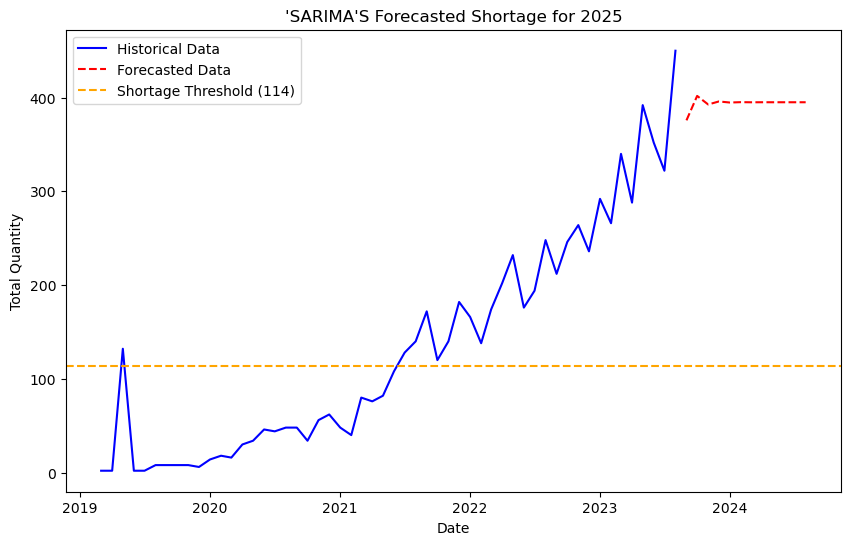 'SARIMA'S Forecasted Shortage for 2025
Historical Data
Forecasted Data
Shortage Threshold (114)
Total Quantity
400
300
200
100
0
2019
2020
2021
2022
2023
2024
Date